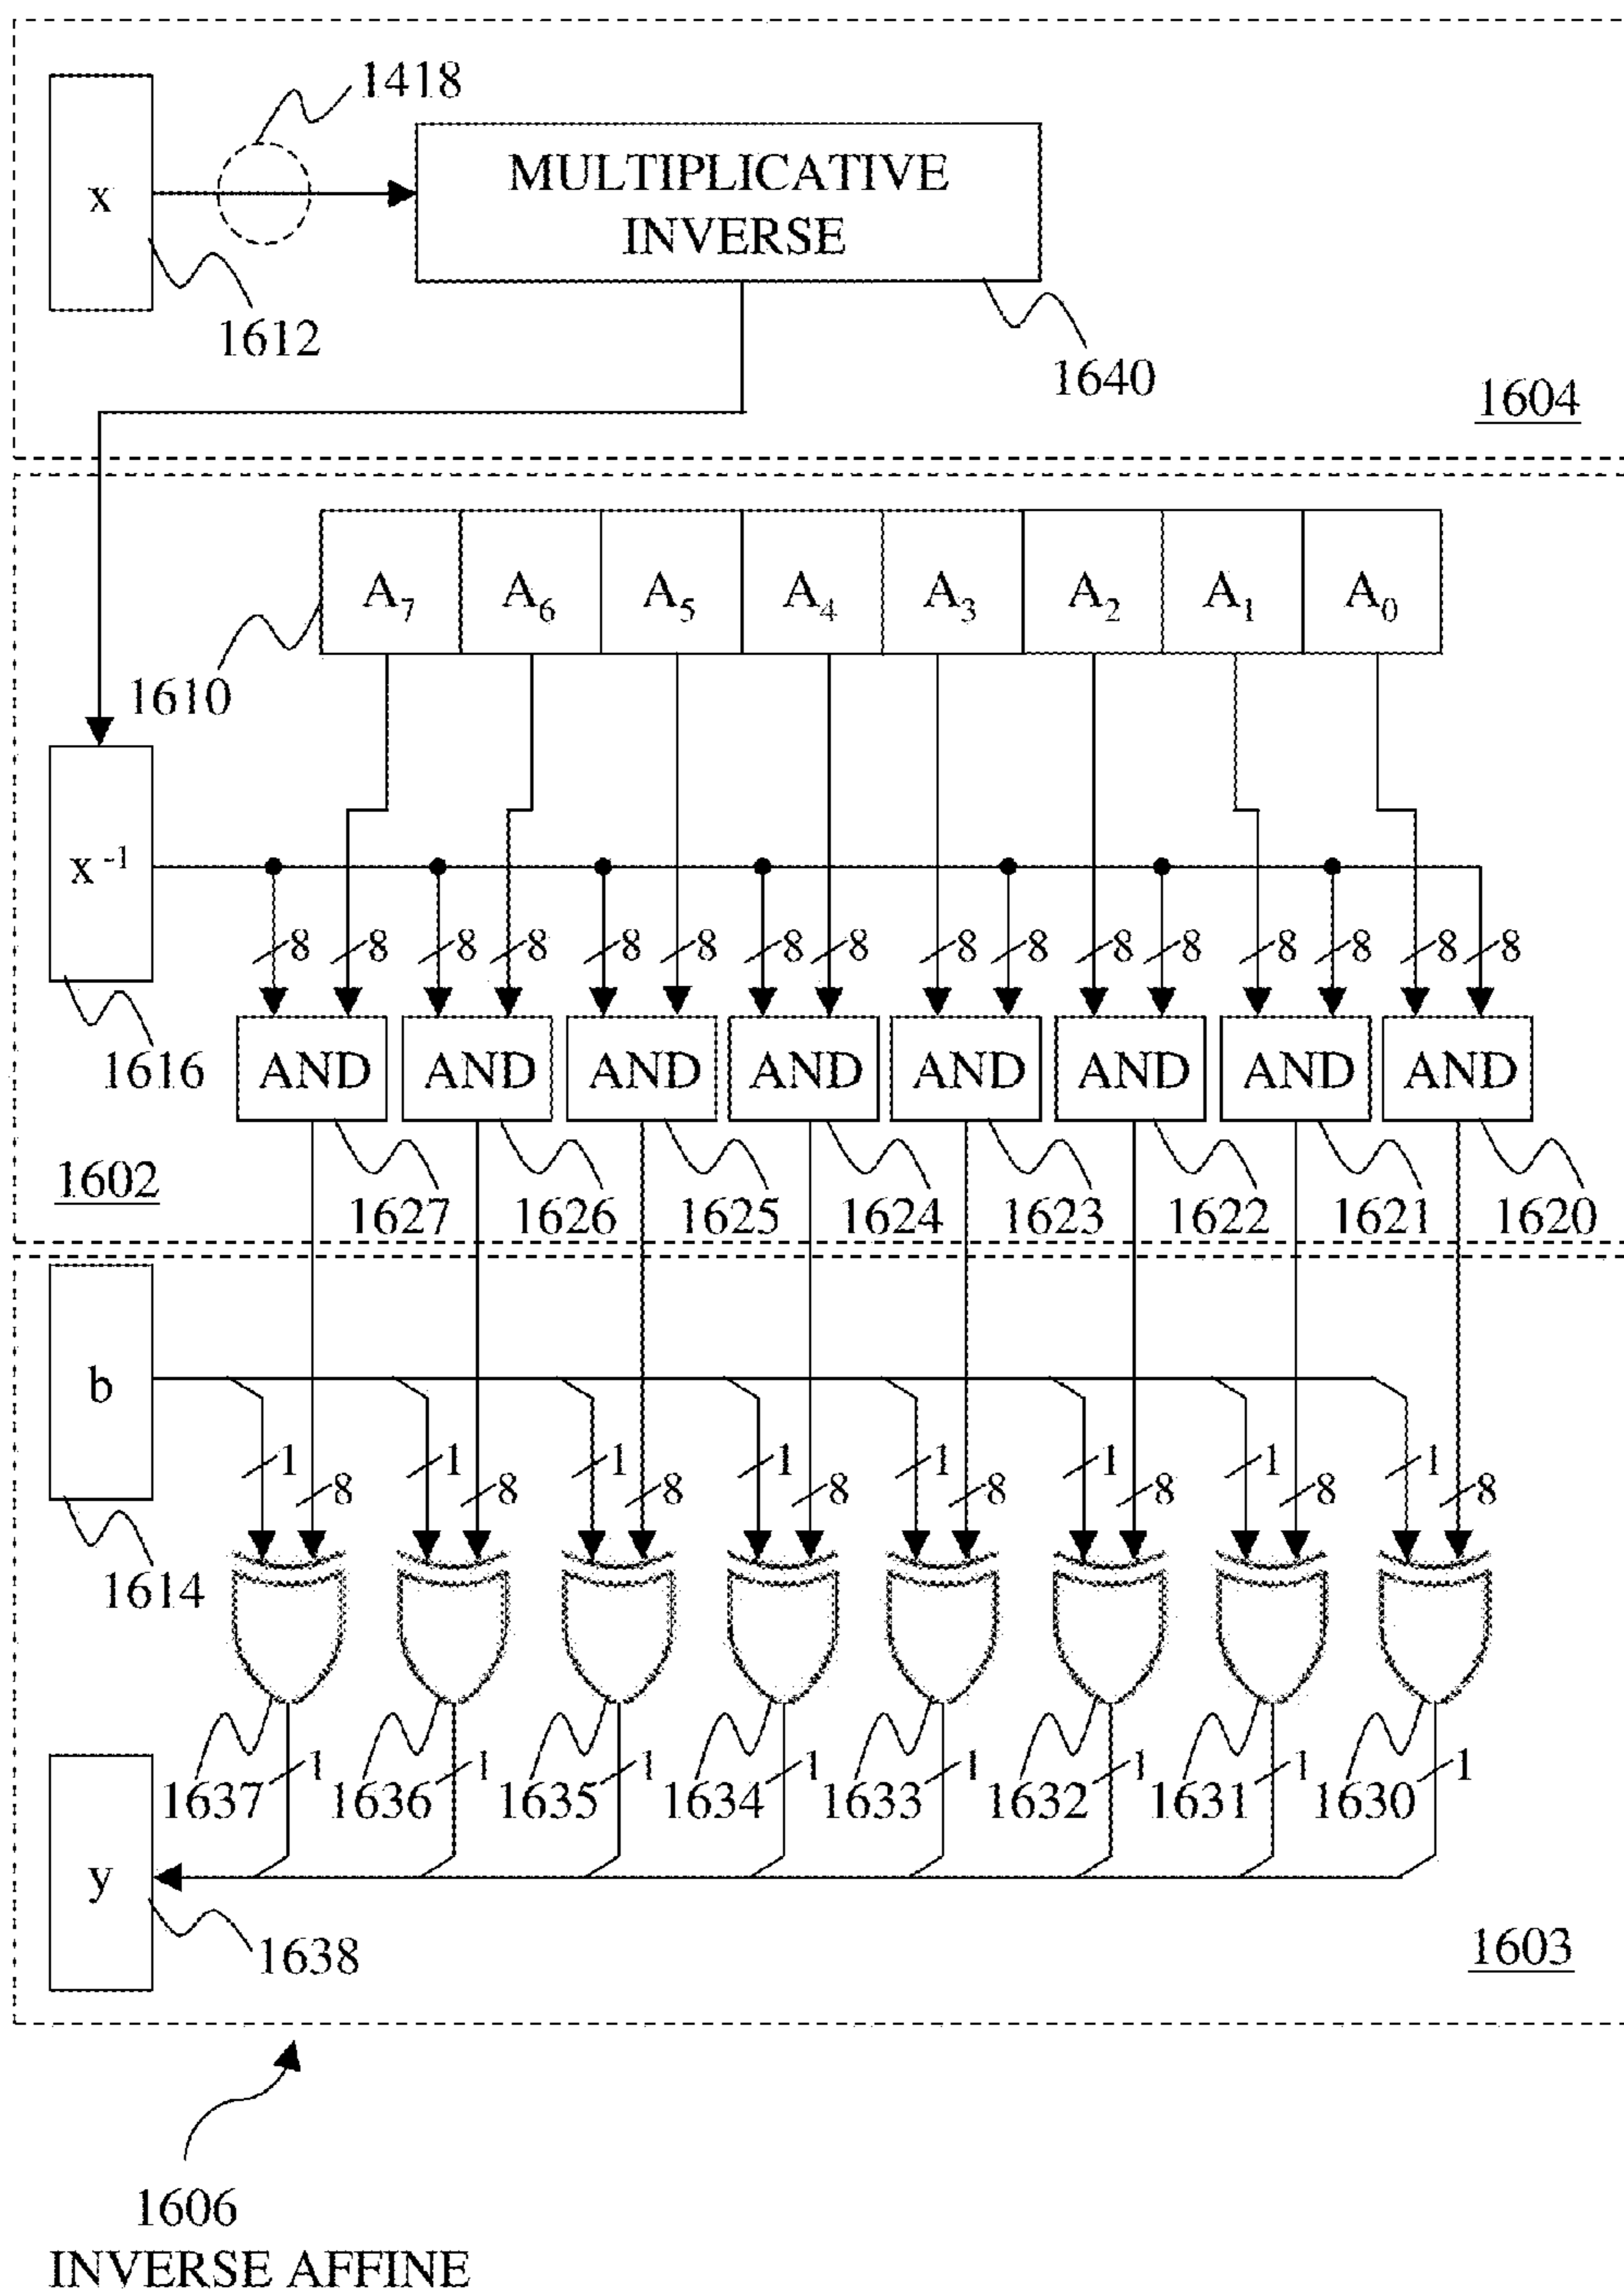 1418
x
MULTIPLICATIVE
INVERSE
1612
1640
1604
A7 A6 A5 A4 A3 A2 A1 A0
1610
x -1
8 8 8 8 8 8 8 8 8 8 8 8 8 8 8 8
AND AND AND AND AND AND AND AND
1616
1602
1627 1626 1625 1624 1623 1622 1621 1620
b
1 1 1 1 1 1 1 1
8 8 8 8 8 8 8 8
1614
1 1 1 1 1 1 1 1
1637 1636 1635 1634 1633 1632 1631 1630
y
1638
1603
1606
INVERSE AFFINE